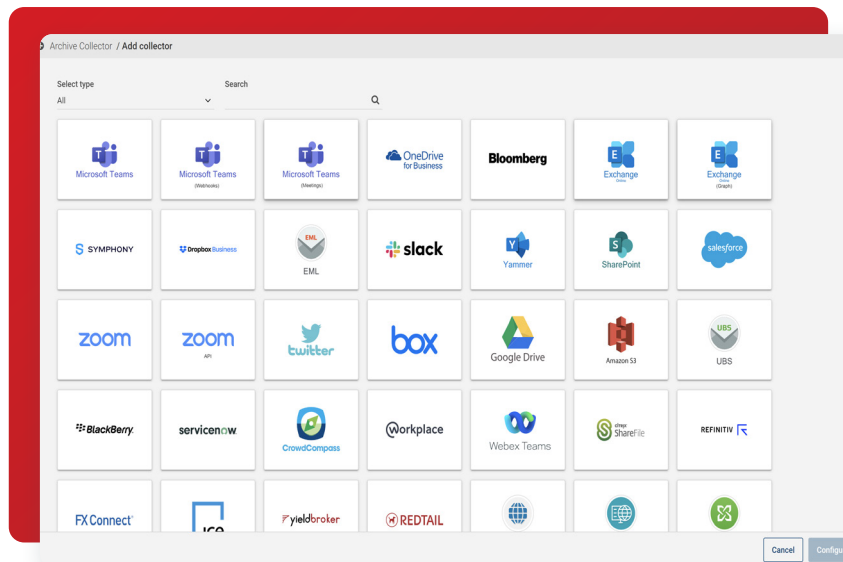 Archive Collector / Add collector
Select type
Search
All
T
Microsoft Teams
T
Microsoft Teams
(Webhooks)
T
Microsoft Teams
(Meetings)
OneDrive
for Business
Bloomberg
E
Exchange
Online
E
Exchange
Online
(Graph)
S SYMPHONY
Dropbox Business
EML
EML
slack
Y
Yammer
S
SharePoint
salesforce
zoom
zoom
API
twitter
box
Google Drive
Amazon S3
UBS
UBS
BlackBerry
servicenow
CrowdCompass
Workplace
Webex Teams
citrix
ShareFile
REFINITIV
FX Connect
ice
yieldbroker
REDTAIL
Cancel
Configu